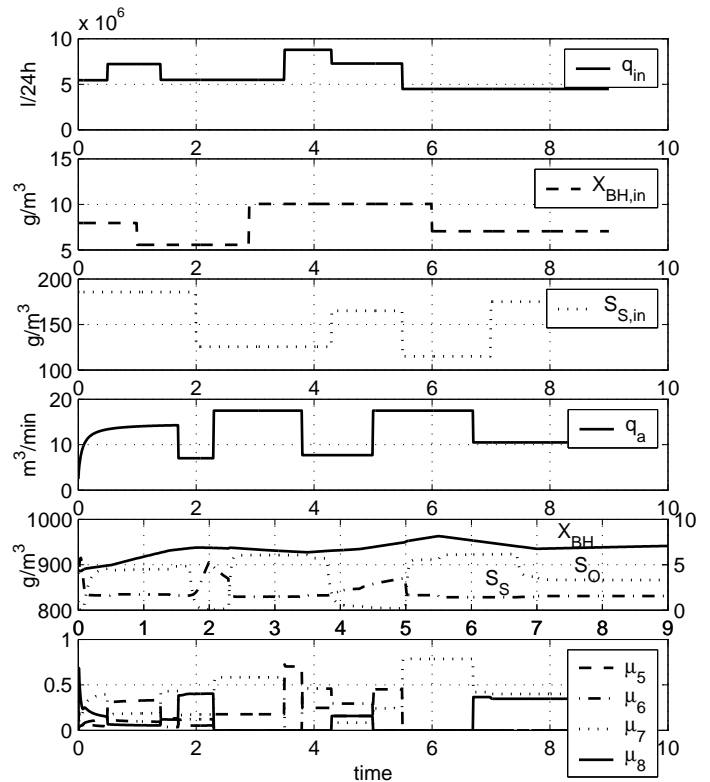 x 10^6
10
5
0
l/24h
q_in
0 2 4 6 8 10
15
10
5
g/m^3
X_BH,in
0 2 4 6 8 10
200
150
100
g/m^3
S_S,in
0 2 4 6 8 10
20
10
0
m^3/min
q_a
0 2 4 6 8 10
1000
900
800
g/m^3
X_BH
S_O
S_S
10
5
0
0 1 2 3 4 5 6 7 8 9
1
0.5
0
μ_5
μ_6
μ_7
μ_8
0 2 4 6 8 10
time